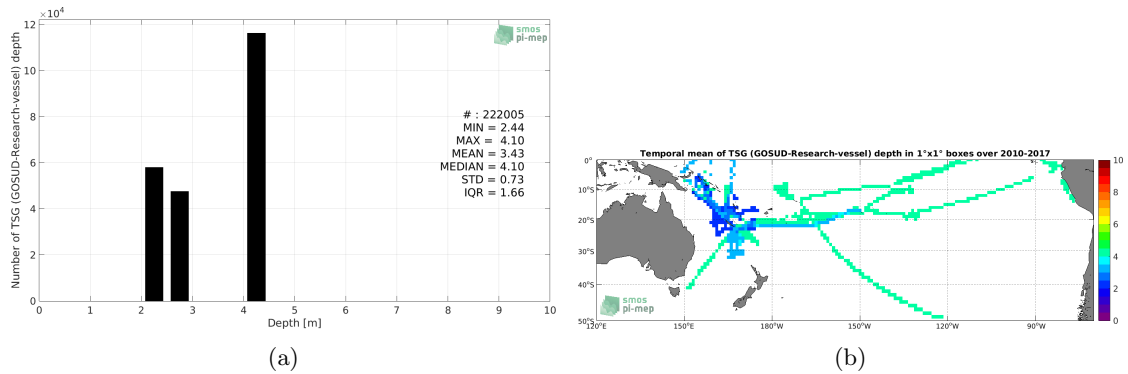 ×10⁴
12
10
8
6
4
2
0
Number of TSG (GOSUD-Research-vessel) depth
smos
pi-mep
# : 222005
MIN = 2.44
MAX = 4.10
MEAN = 3.43
MEDIAN = 4.10
STD = 0.73
IQR = 1.66
0 1 2 3 4 5 6 7 8 9 10
Depth [m]
(a)
Temporal mean of TSG (GOSUD-Research-vessel) depth in 1°x1° boxes over 2010-2017
0°
10°S
20°S
30°S
40°S
50°S
smos
pi-mep
120°E 150°E 180°W 150°W 120°W 90°W
10
8
6
4
2
0
(b)